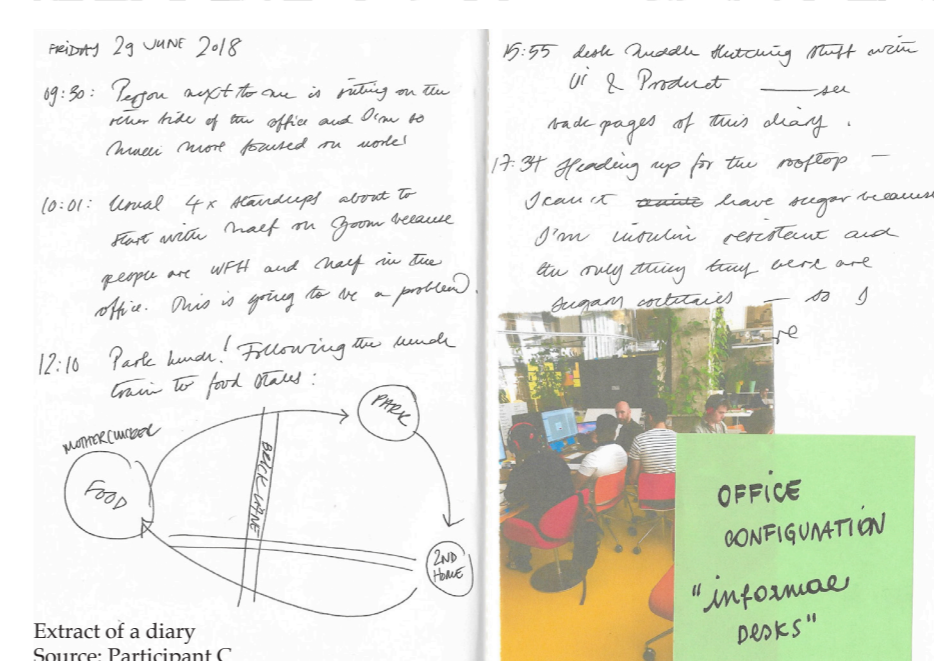 FRIDAY 29 JUNE 2018
09:30: Person next to me is sitting on the
other side of the office and I'm so
much more focused on work!
10:01: Usual 4x standups about to
start with half on Zoom because
people are WFH and half in the
office. This is going to be a problem.
12:10 Park lunch! Following the lunch
train to food stalls:
PARK
MOTHERCLUCKER
FOOD
BRICK LANE
2ND
HOME
Extract of a diary
Source: Participant C
15:55 desk huddle sketching stuff with
UI & Product — see
back pages of this diary.
17:34 Heading up for the rooftop —
I can't have sugar because
I'm insulin resistant and
the only thing they have are
sugary cocktails — so I
OFFICE
CONFIGURATION
"informal
DESKS"